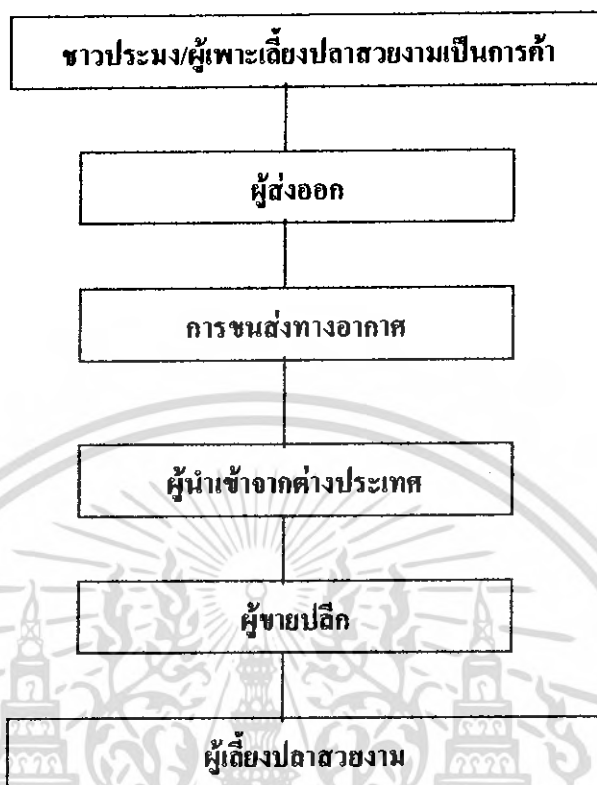 ชาวประมง/ผู้เพาะเลี้ยงปลาสวยงามเป็นการค้า
ผู้ส่งออก
การขนส่งทางอากาศ
ผู้นำเข้าจากต่างประเทศ
ผู้ขายปลีก
ผู้เลี้ยงปลาสวยงาม